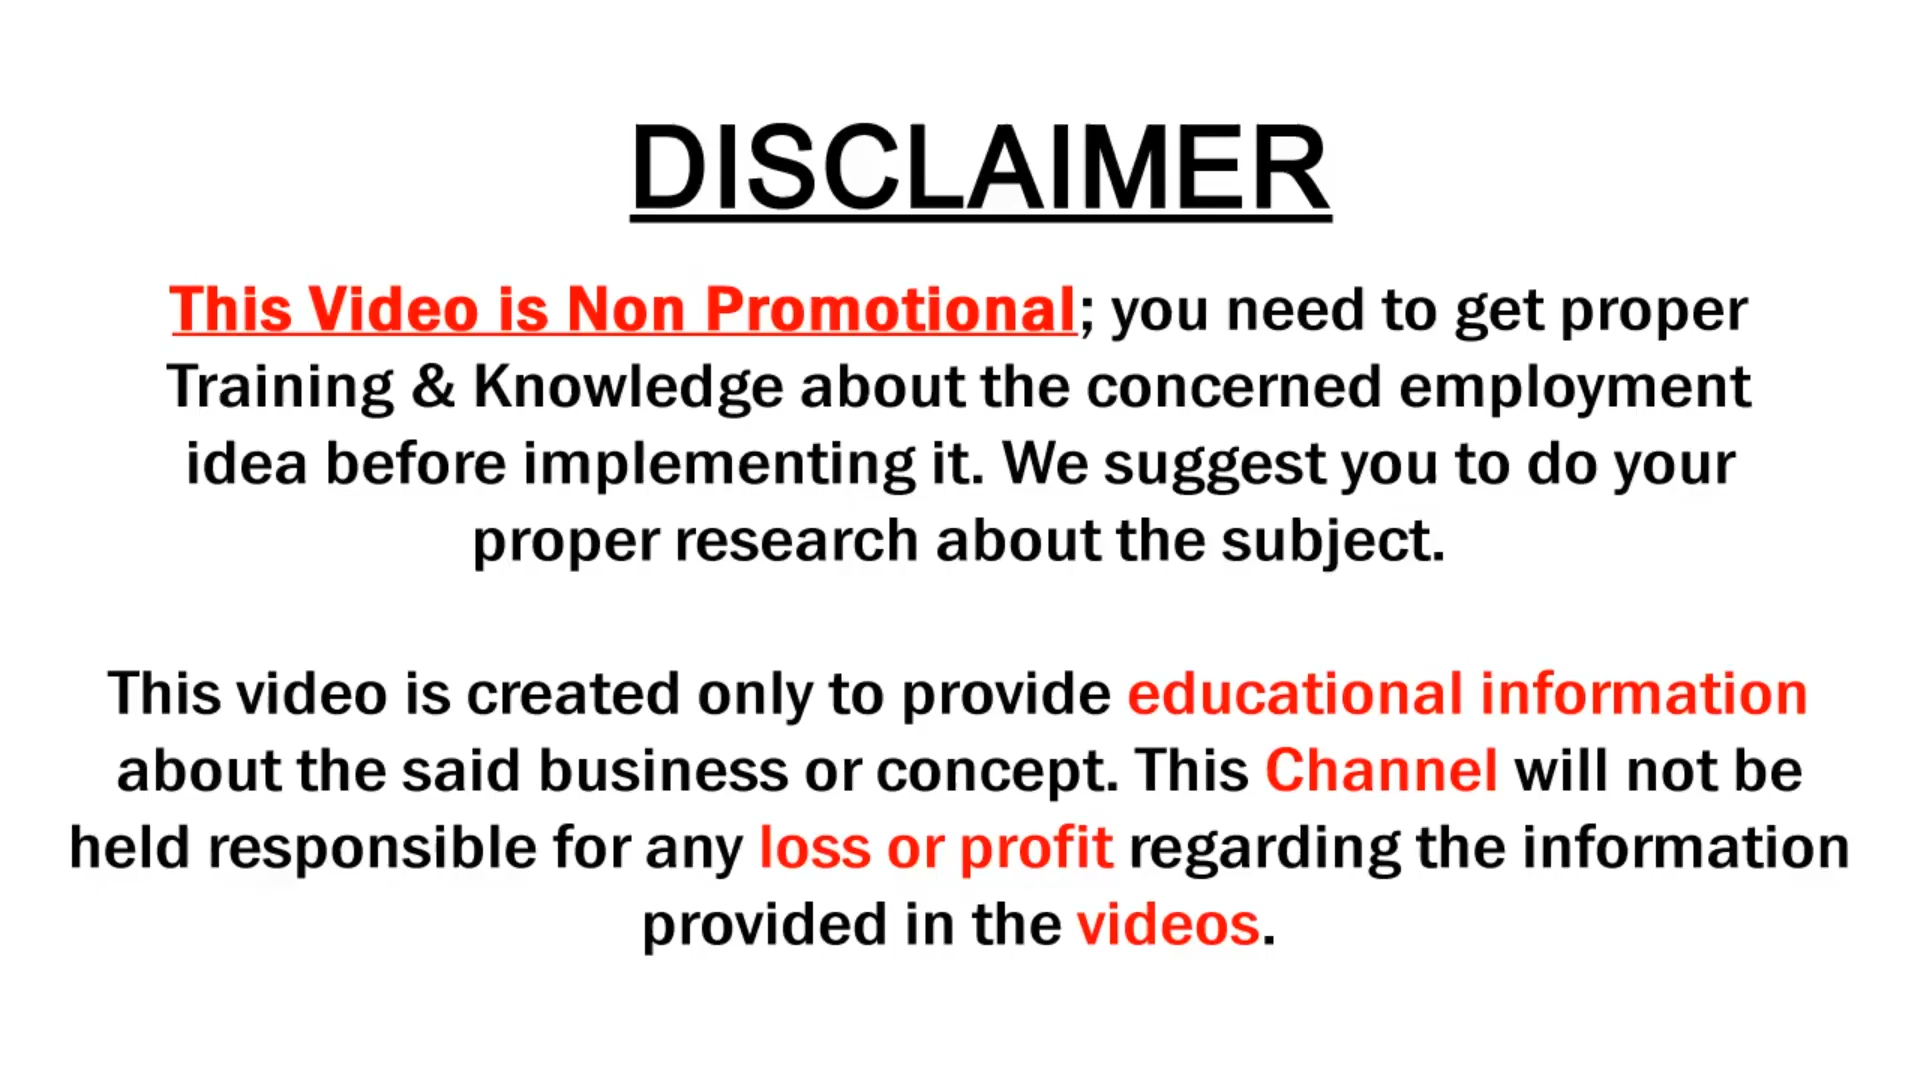 DISCLAIMER
This Video is Non Promotional; you need to get proper
Training & Knowledge about the concerned employment
idea before implementing it. We suggest you to do your
proper research about the subject.
This video is created only to provide educational information
about the said business or concept. This Channel will not be
held responsible for any loss or profit regarding the information
provided in the videos.